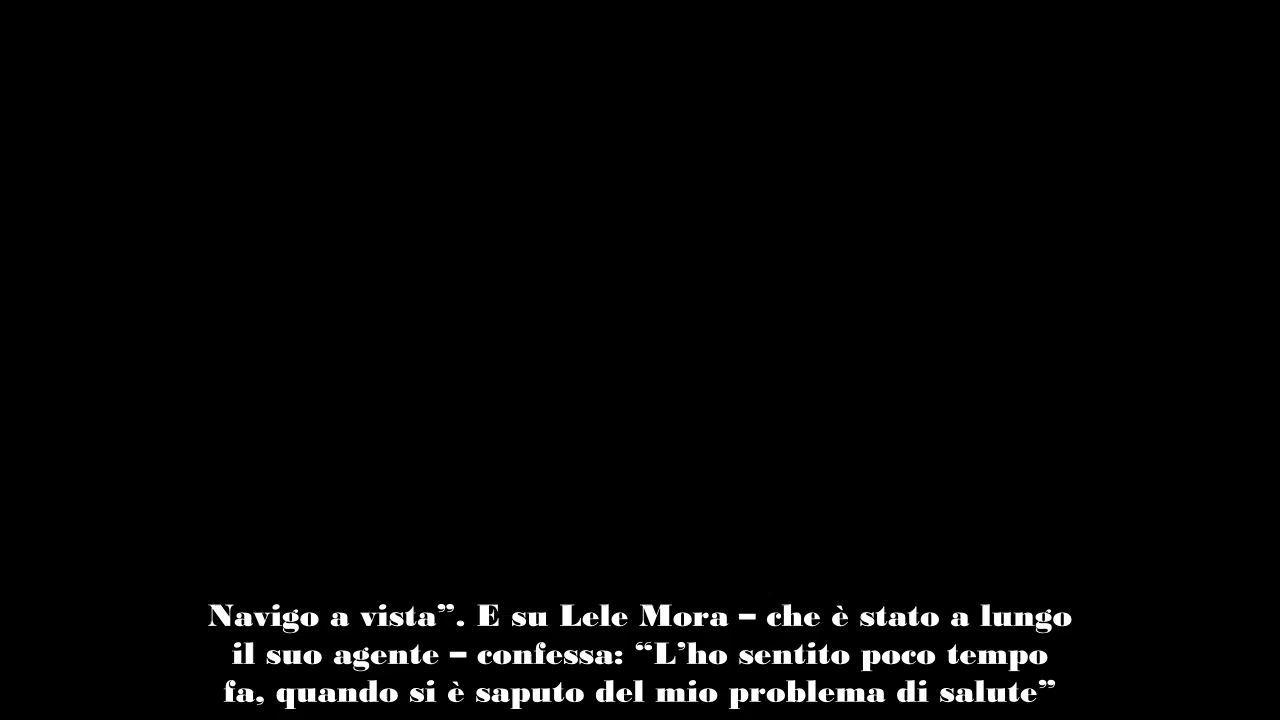 Navigo a vista”. E su Lele Mora – che è stato a lungo
il suo agente – confessa: “L’ho sentito poco tempo
fa, quando si è saputo del mio problema di salute”